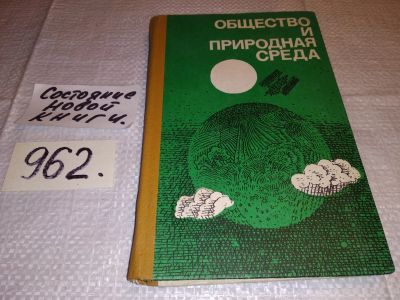 Состояние
новой
книги.
962.
ОБЩЕСТВО
И
ПРИРОДНАЯ
СРЕДА